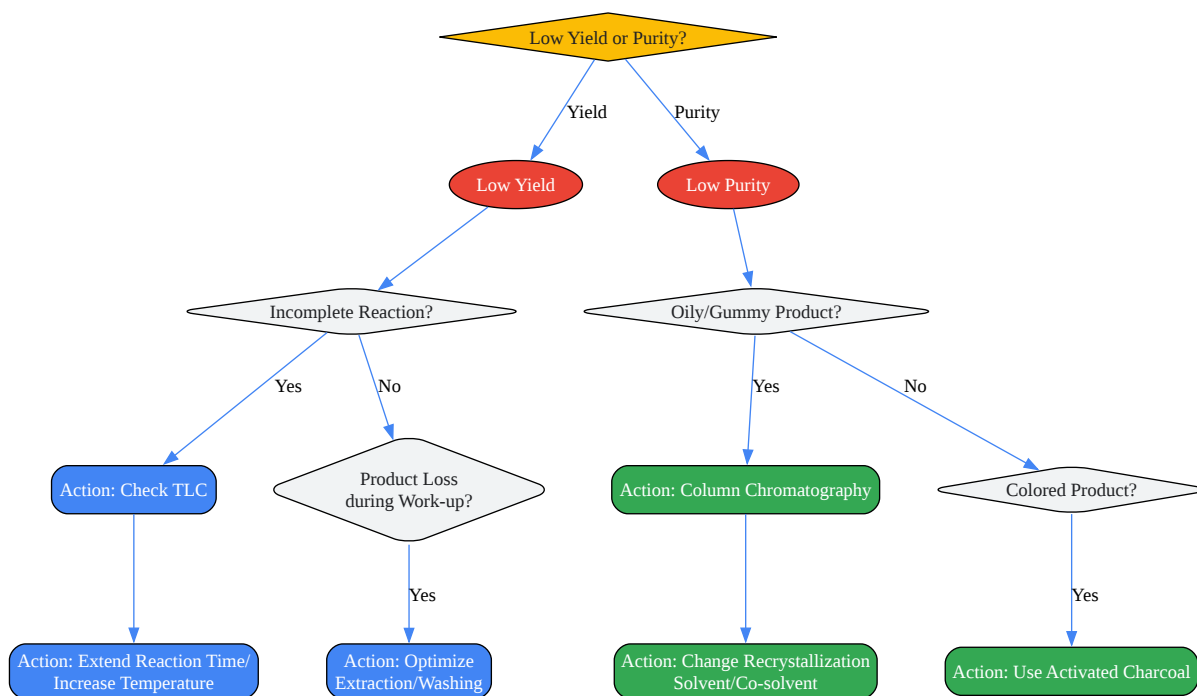 Low Yield or Purity?
Yield
Purity
Low Yield
Low Purity
Incomplete Reaction?
Oily/Gummy Product?
Yes
No
Yes
No
Action: Check TLC
Product Loss
during Work-up?
Action: Column Chromatography
Colored Product?
Yes
Yes
Action: Extend Reaction Time/
Increase Temperature
Action: Optimize
Extraction/Washing
Action: Change Recrystallization
Solvent/Co-solvent
Action: Use Activated Charcoal